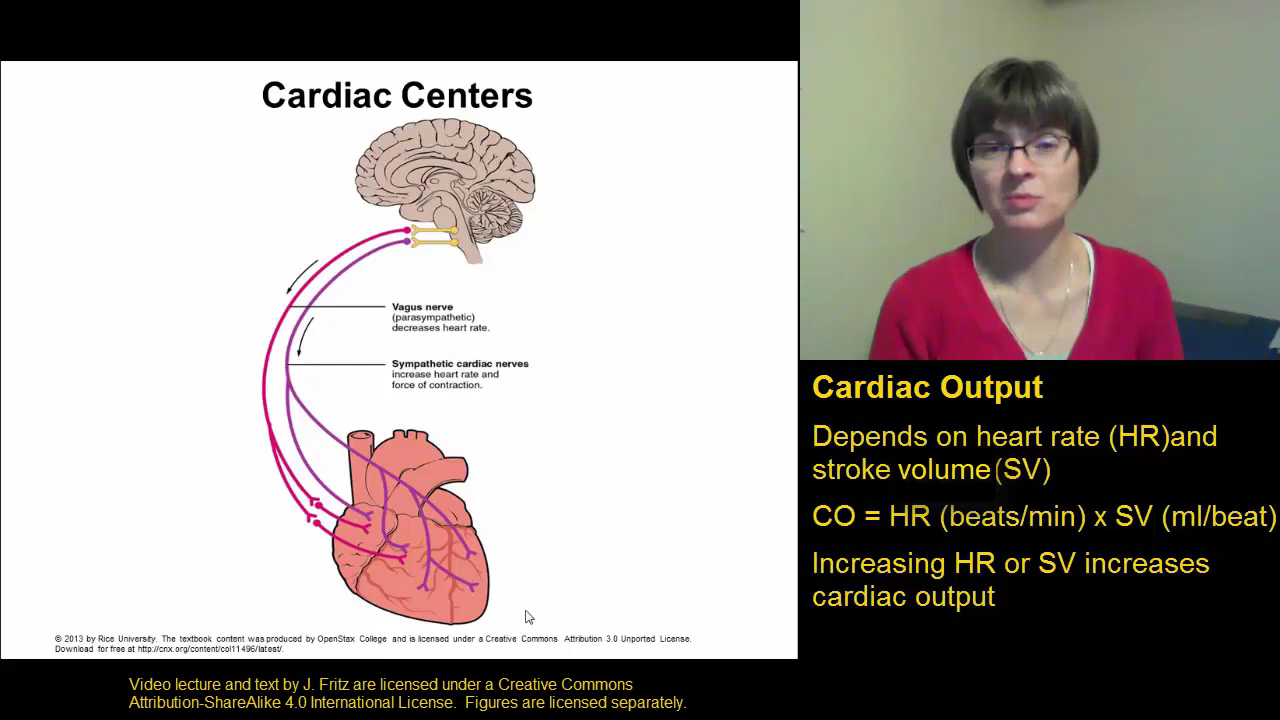 Cardiac Centers
Vagus nerve
(parasympathetic)
decreases heart rate.
Sympathetic cardiac nerves
increase heart rate and
force of contraction.
© 2013 by Rice University. The textbook content was produced by OpenStax College and is licensed under a Creative Commons Attribution 3.0 Unported License.
Download for free at http://cnx.org/content/col11496/latest/.
Cardiac Output
Depends on heart rate (HR)and
stroke volume(SV)
CO = HR (beats/min) x SV (ml/beat)
Increasing HR or SV increases
cardiac output
Video lecture and text by J. Fritz are licensed under a Creative Commons
Attribution-ShareAlike 4.0 International License. Figures are licensed separately.